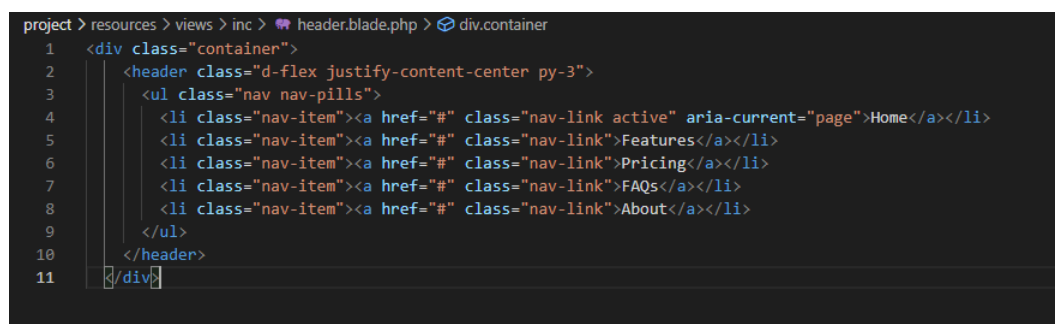 project > resources > views > inc > header.blade.php > div.container
1 <div class="container">
2 <header class="d-flex justify-content-center py-3">
3 <ul class="nav nav-pills">
4 <li class="nav-item"><a href="#" class="nav-link active" aria-current="page">Home</a></li>
5 <li class="nav-item"><a href="#" class="nav-link">Features</a></li>
6 <li class="nav-item"><a href="#" class="nav-link">Pricing</a></li>
7 <li class="nav-item"><a href="#" class="nav-link">FAQs</a></li>
8 <li class="nav-item"><a href="#" class="nav-link">About</a></li>
9 </ul>
10 </header>
11 </div>